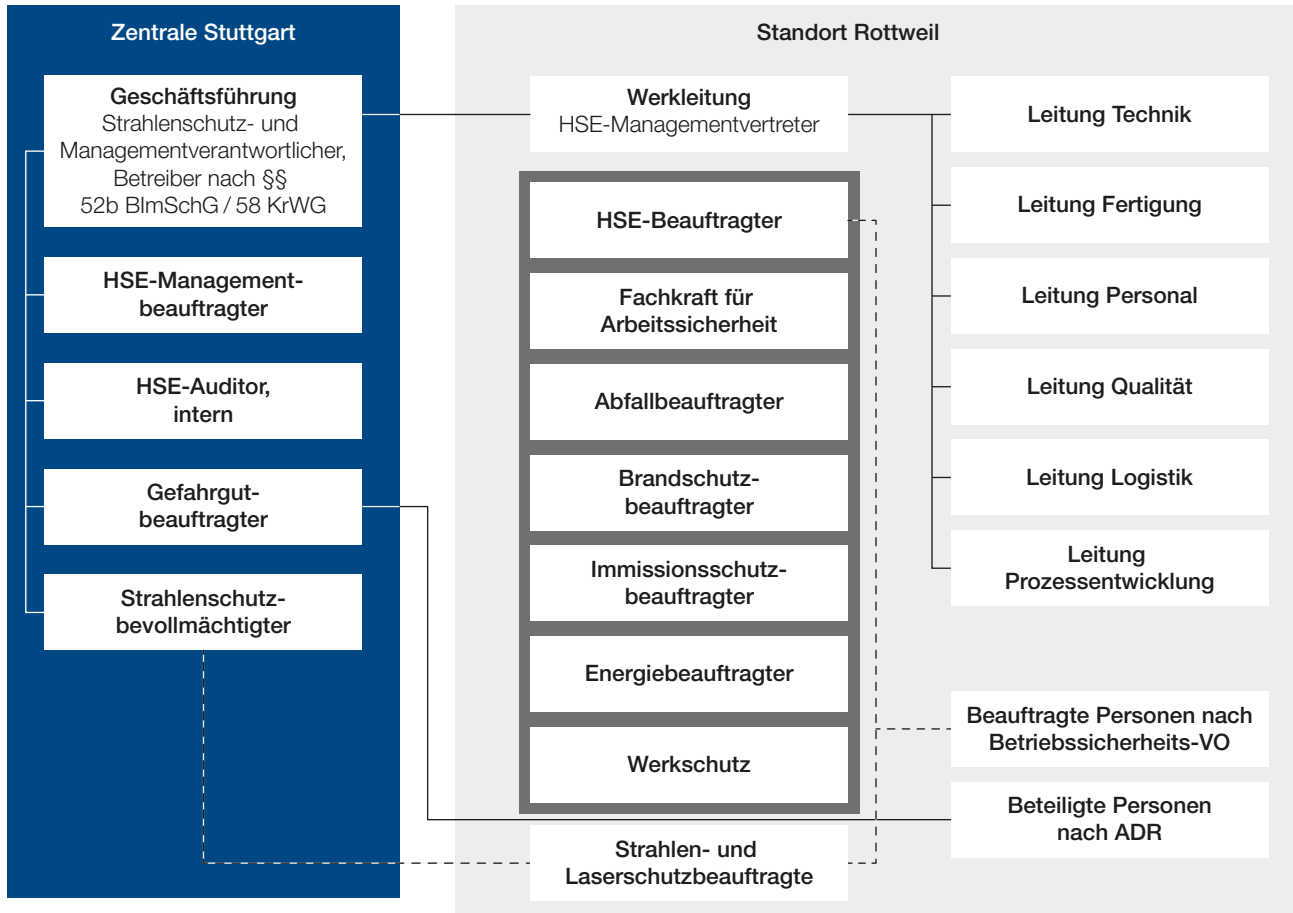 Zentrale Stuttgart
Geschäftsführung
Strahlenschutz- und
Managementverantwortlicher,
Betreiber nach §§
52b BImSchG / 58 KrWG
HSE-Management-
beauftragter
HSE-Auditor,
intern
Gefahrgut-
beauftragter
Strahlenschutz-
bevollmächtigter
Standort Rottweil
Werkleitung
HSE-Managementvertreter
HSE-Beauftragter
Fachkraft für
Arbeitssicherheit
Abfallbeauftragter
Brandschutz-
beauftragter
Immissionsschutz-
beauftragter
Energiebeauftragter
Werkschutz
Strahlen- und
Laserschutzbeauftragte
Leitung Technik
Leitung Fertigung
Leitung Personal
Leitung Qualität
Leitung Logistik
Leitung
Prozessentwicklung
Beauftragte Personen nach
Betriebssicherheits-VO
Beteiligte Personen
nach ADR